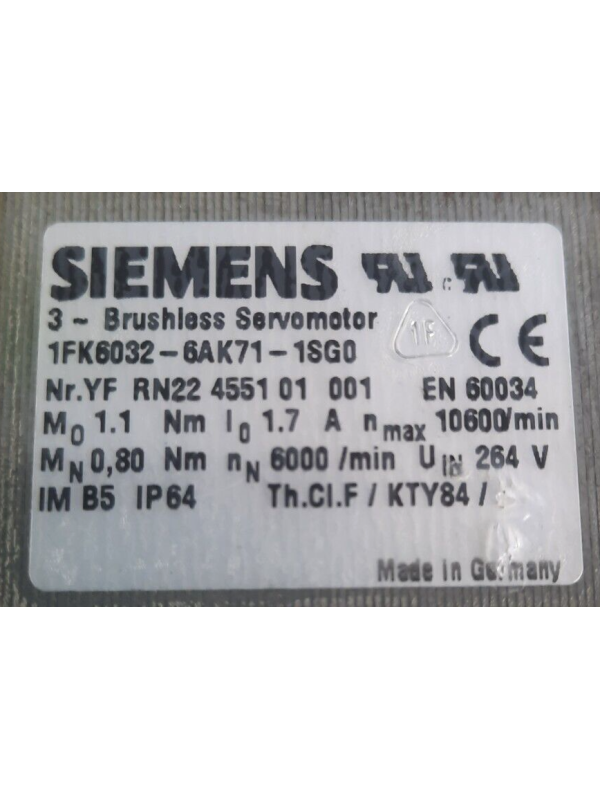 SIEMENS
3 ~ Brushless Servomotor
1F
CE
1FK6032-6AK71-1SG0
Nr.YF RN22 4551 01 001 EN 60034
M0 1.1 Nm I0 1.7 A nmax 10600/min
MN 0,80 Nm nN 6000 /min UIN 264 V
IM B5 IP64 Th.Cl.F / KTY84 /
Made in Germany